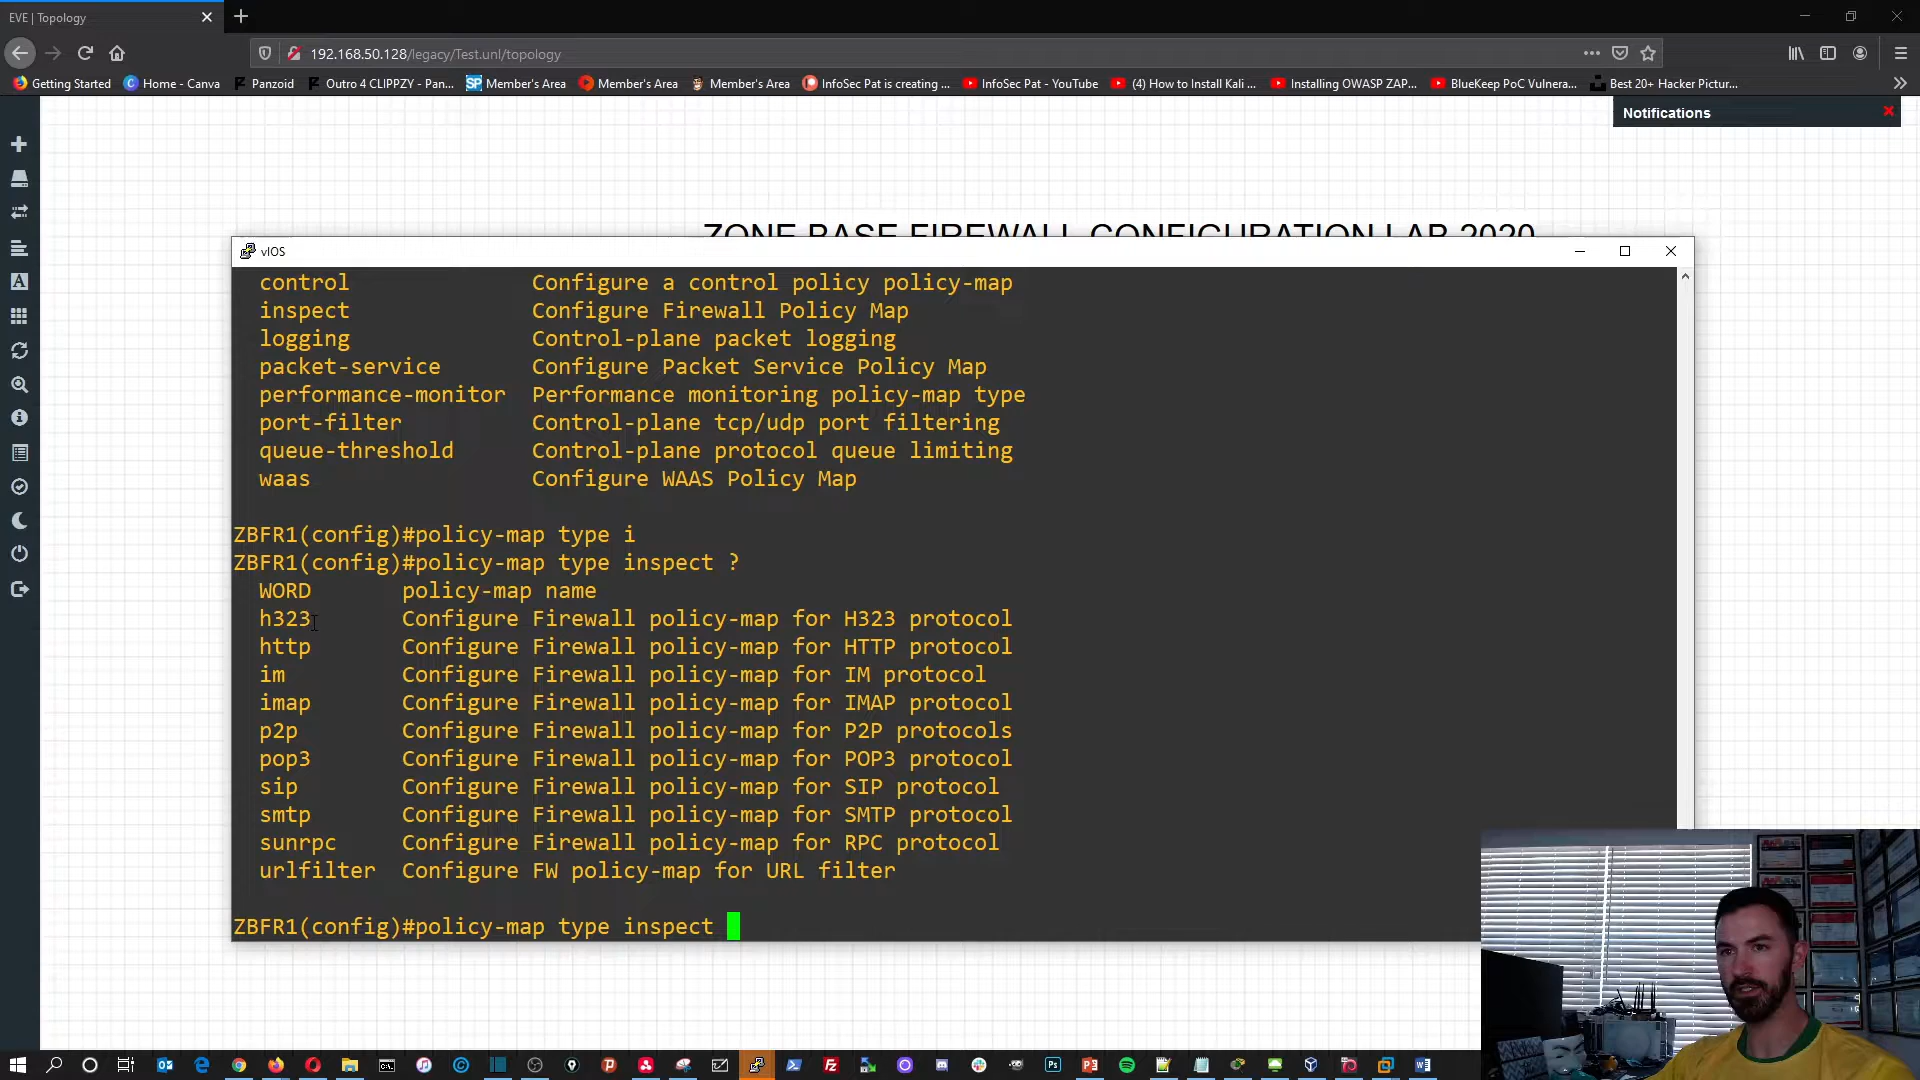 EVE | Topology
192.168.50.128/legacy/Test.unl/topology
Getting Started
Home - Canva
Panzoid
Outro 4 CLIPPZY - Pan...
Member's Area
Member's Area
Member's Area
InfoSec Pat is creating ...
InfoSec Pat - YouTube
(4) How to Install Kali ...
Installing OWASP ZAP...
BlueKeep PoC Vulnera...
Best 20+ Hacker Pictur...
Notifications
ZONE BASE FIREWALL CONFIGURATION LAB 2020
vIOS
control Configure a control policy policy-map
inspect Configure Firewall Policy Map
logging Control-plane packet logging
packet-service Configure Packet Service Policy Map
performance-monitor Performance monitoring policy-map type
port-filter Control-plane tcp/udp port filtering
queue-threshold Control-plane protocol queue limiting
waas Configure WAAS Policy Map
ZBFR1(config)#policy-map type i
ZBFR1(config)#policy-map type inspect ?
WORD policy-map name
h323 Configure Firewall policy-map for H323 protocol
http Configure Firewall policy-map for HTTP protocol
im Configure Firewall policy-map for IM protocol
imap Configure Firewall policy-map for IMAP protocol
p2p Configure Firewall policy-map for P2P protocols
pop3 Configure Firewall policy-map for POP3 protocol
sip Configure Firewall policy-map for SIP protocol
smtp Configure Firewall policy-map for SMTP protocol
sunrpc Configure Firewall policy-map for RPC protocol
urlfilter Configure FW policy-map for URL filter
ZBFR1(config)#policy-map type inspect